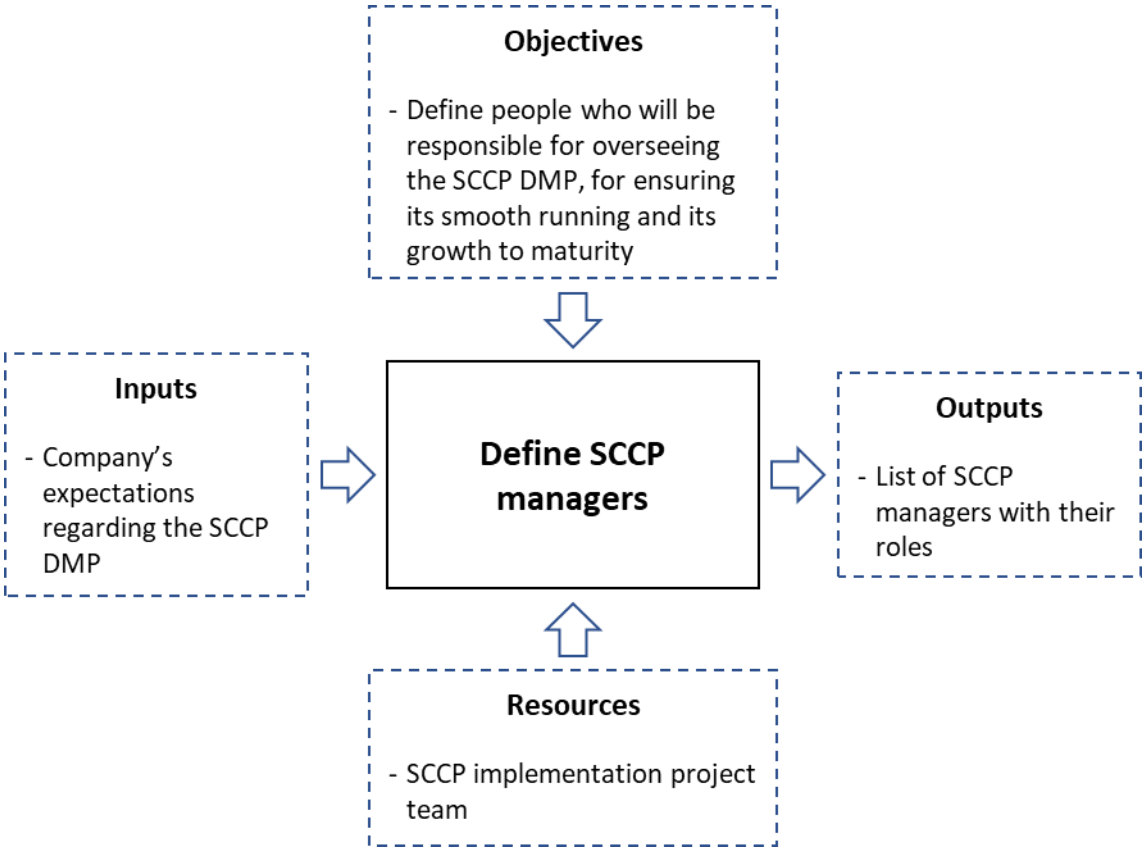 Objectives
- Define people who will be
responsible for overseeing
the SCCP DMP, for ensuring
its smooth running and its
growth to maturity
Inputs
- Company’s
expectations
regarding the SCCP
DMP
Define SCCP
managers
Outputs
- List of SCCP
managers with their
roles
Resources
- SCCP implementation project
team